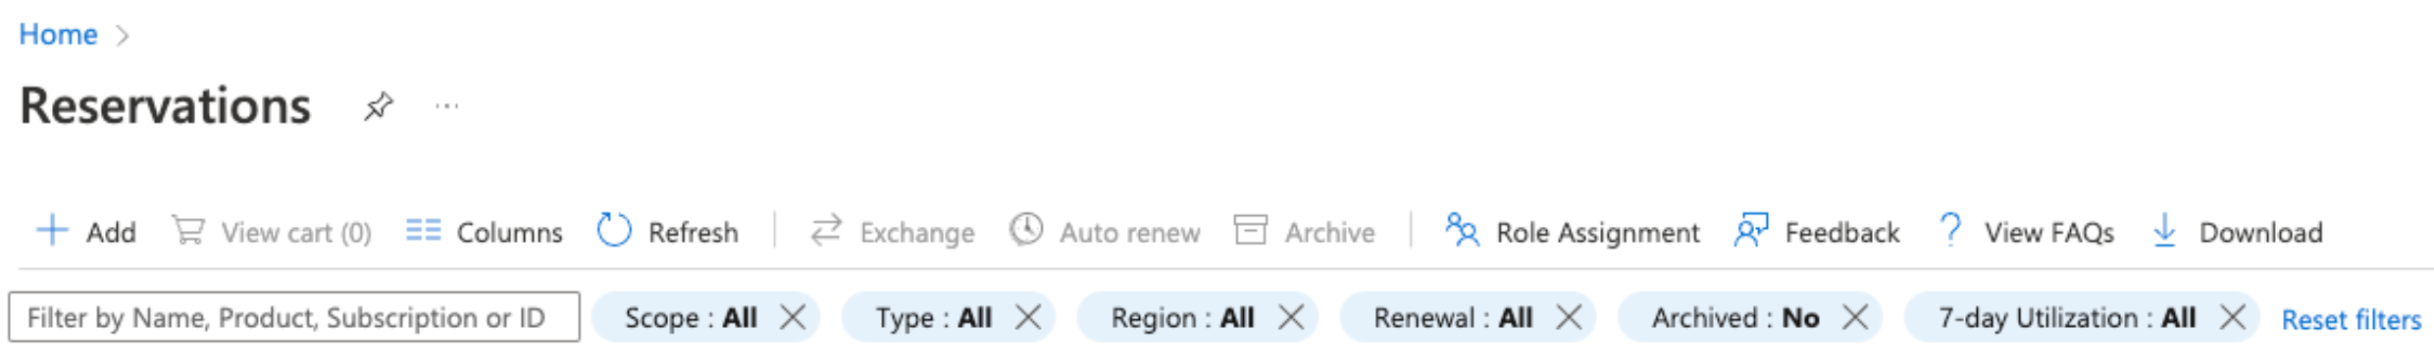 Home >
Reservations ...
+ Add View cart (0) Columns Refresh Exchange Auto renew Archive Role Assignment Feedback ? View FAQs Download
Filter by Name, Product, Subscription or ID Scope : All Type : All Region : All Renewal : All Archived : No 7-day Utilization : All Reset filters